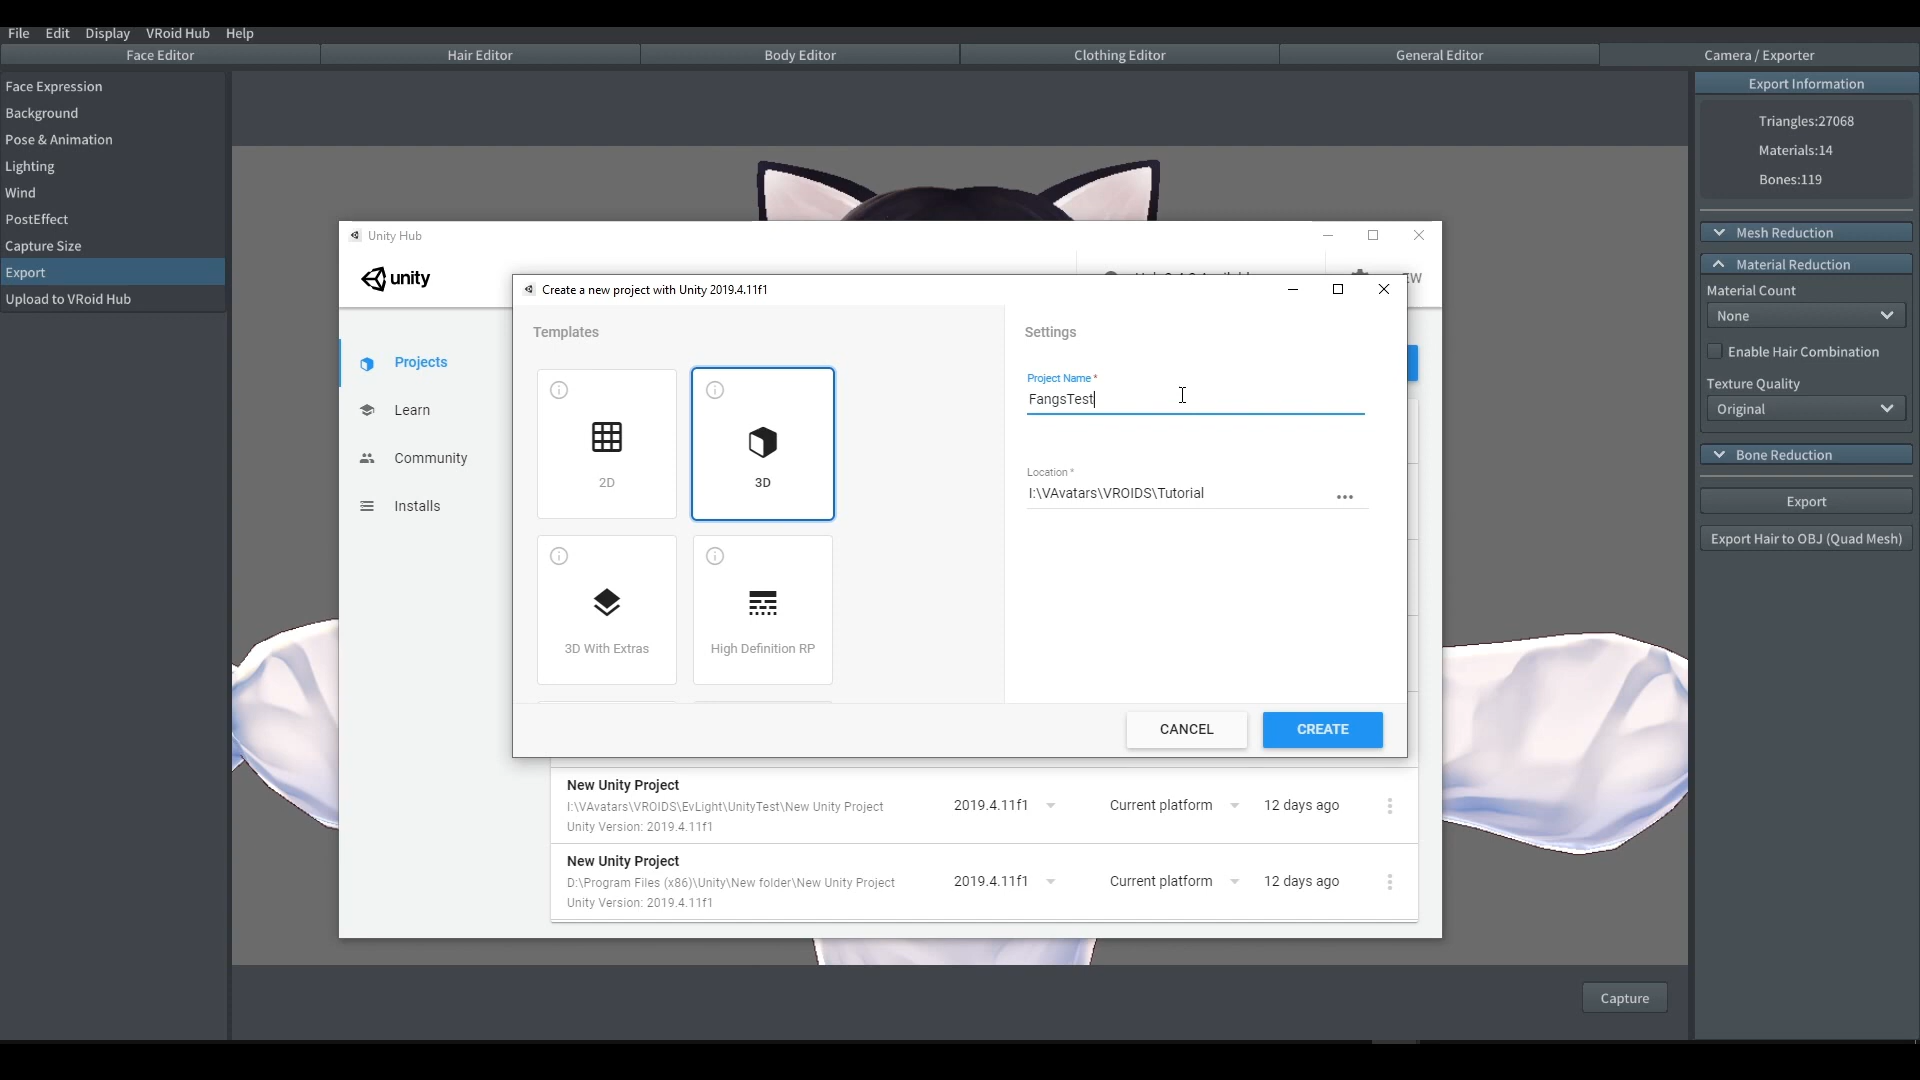 File Edit Display VRoid Hub Help
Face Editor Hair Editor Body Editor Clothing Editor General Editor Camera / Exporter
Face Expression
Background
Pose & Animation
Lighting
Wind
PostEffect
Capture Size
Export
Upload to VRoid Hub
Unity Hub
unity
Create a new project with Unity 2019.4.11f1
Projects
Learn
Community
Installs
Templates
2D
3D
3D With Extras
High Definition RP
Settings
Project Name *
FangsTest
Location *
I:\VAvatars\VROIDS\Tutorial
•••
CANCEL CREATE
New Unity Project
I:\VAvatars\VROIDS\EvLight\UnityTest\New Unity Project
Unity Version: 2019.4.11f1
2019.4.11f1 Current platform 12 days ago
New Unity Project
D:\Program Files (x86)\Unity\New folder\New Unity Project
Unity Version: 2019.4.11f1
2019.4.11f1 Current platform 12 days ago
Export Information
Triangles:27068
Materials:14
Bones:119
Mesh Reduction
Material Reduction
Material Count
None
Enable Hair Combination
Texture Quality
Original
Bone Reduction
Export
Export Hair to OBJ (Quad Mesh)
Capture